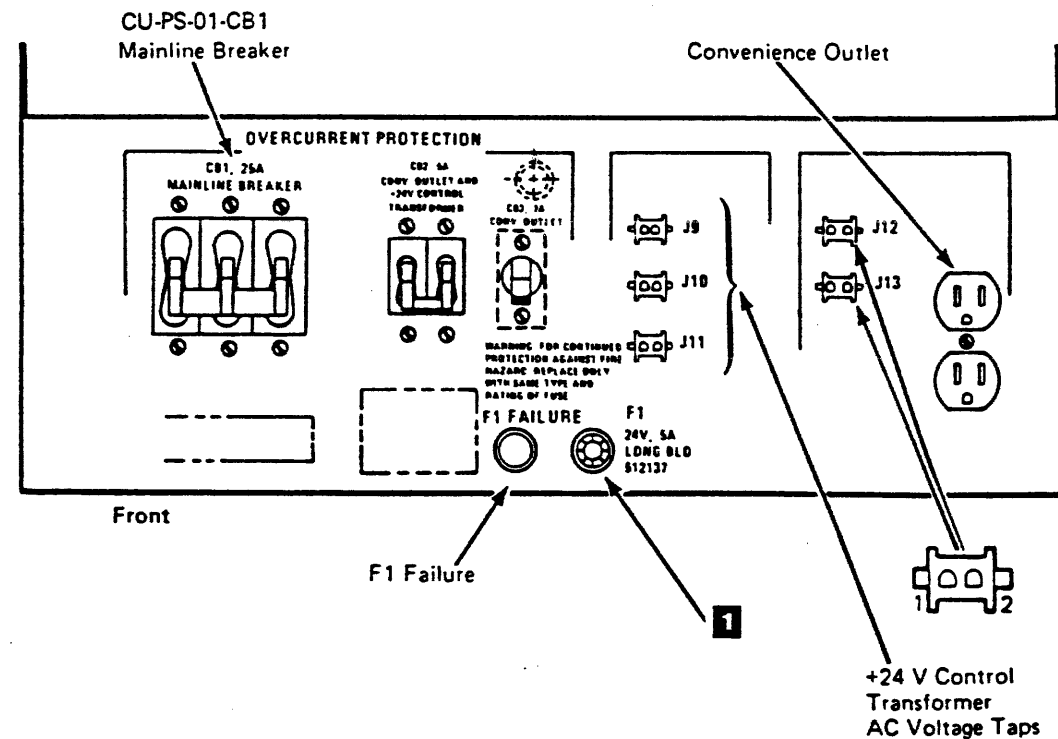 CU-PS-01-CB1
Mainline Breaker
Convenience Outlet
OVERCURRENT PROTECTION
CB1, 25A
MAINLINE BREAKER
CB2 5A
CONV OUTLET AND
+24V CONTROL
TRANSFORMER
CB3, 7A
CONV OUTLET
J9
J10
J11
J12
J13
WARNING FOR CONTINUED
PROTECTION AGAINST FIRE
HAZARD REPLACE ONLY
WITH SAME TYPE AND
RATING OF FUSE
F1 FAILURE
F1
24V, 5A
LONG BLD
512137
Front
F1 Failure
1
1
2
+24 V Control
Transformer
AC Voltage Taps